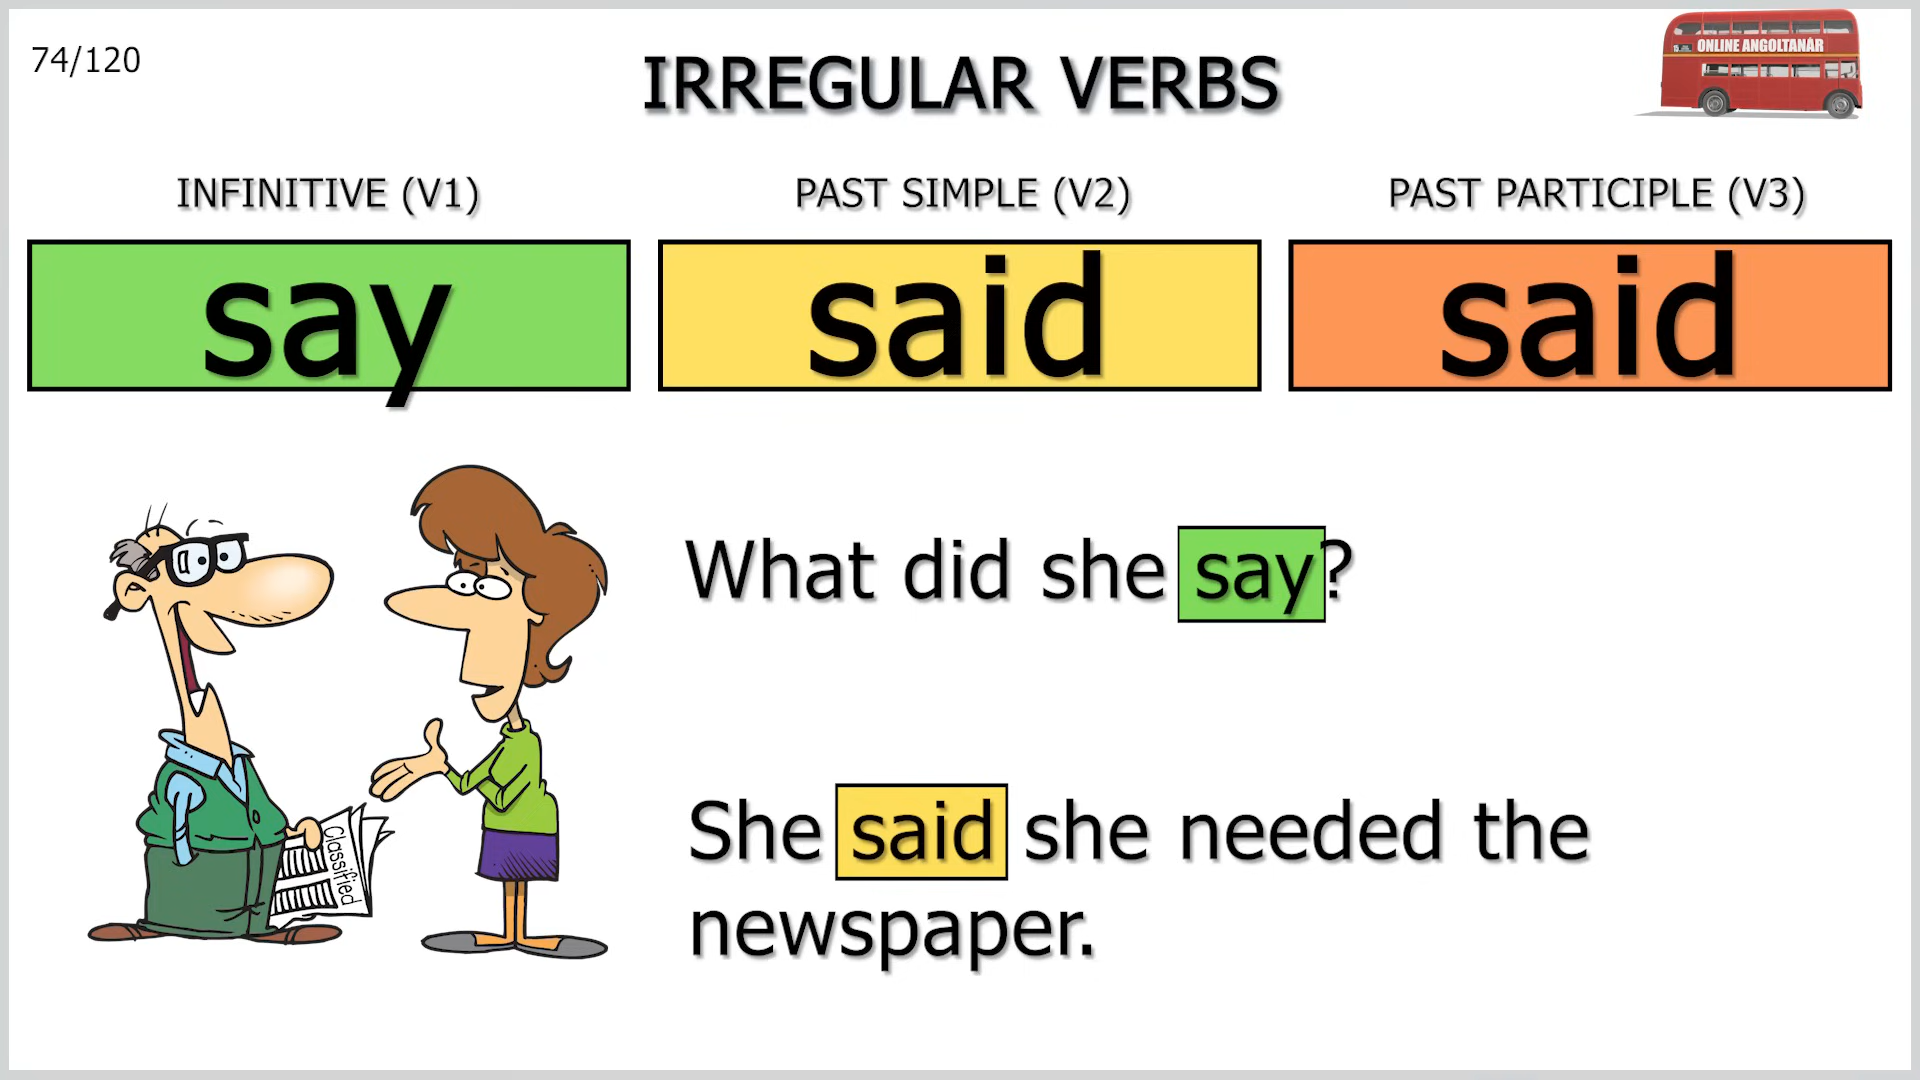 74/120
IRREGULAR VERBS
ONLINE ANGOLTANÁR
INFINITIVE (V1)
PAST SIMPLE (V2)
PAST PARTICIPLE (V3)
say
said
said
What did she say?
She said she needed the
newspaper.
Classified